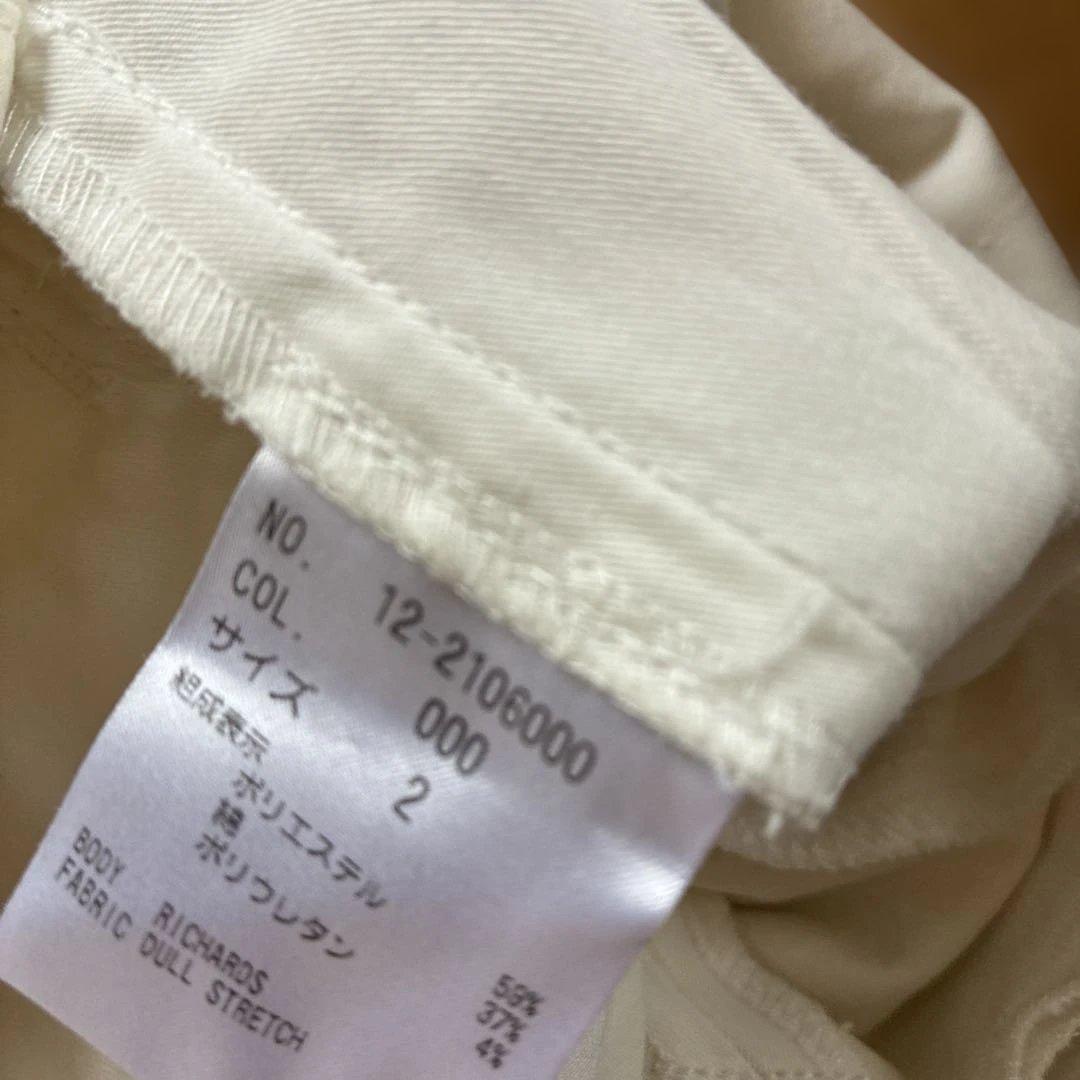 NO. 12-2106000
COL. 000
サイズ 2
組成表示
ポリエステル 59%
綿 37%
ポリウレタン 4%
BODY RICHARDS
FABRIC DULL STRETCH